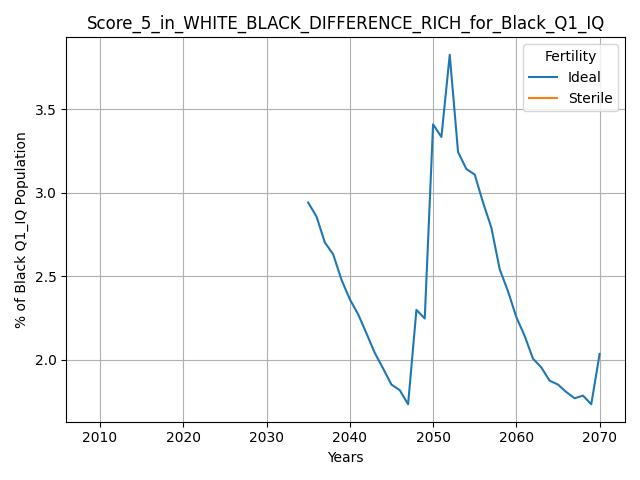 Score_5_in_WHITE_BLACK_DIFFERENCE_RICH_for_Black_Q1_IQ
Fertility
Ideal
Sterile
% of Black Q1_IQ Population
3.5
3.0
2.5
2.0
2010 2020 2030 2040 2050 2060 2070
Years